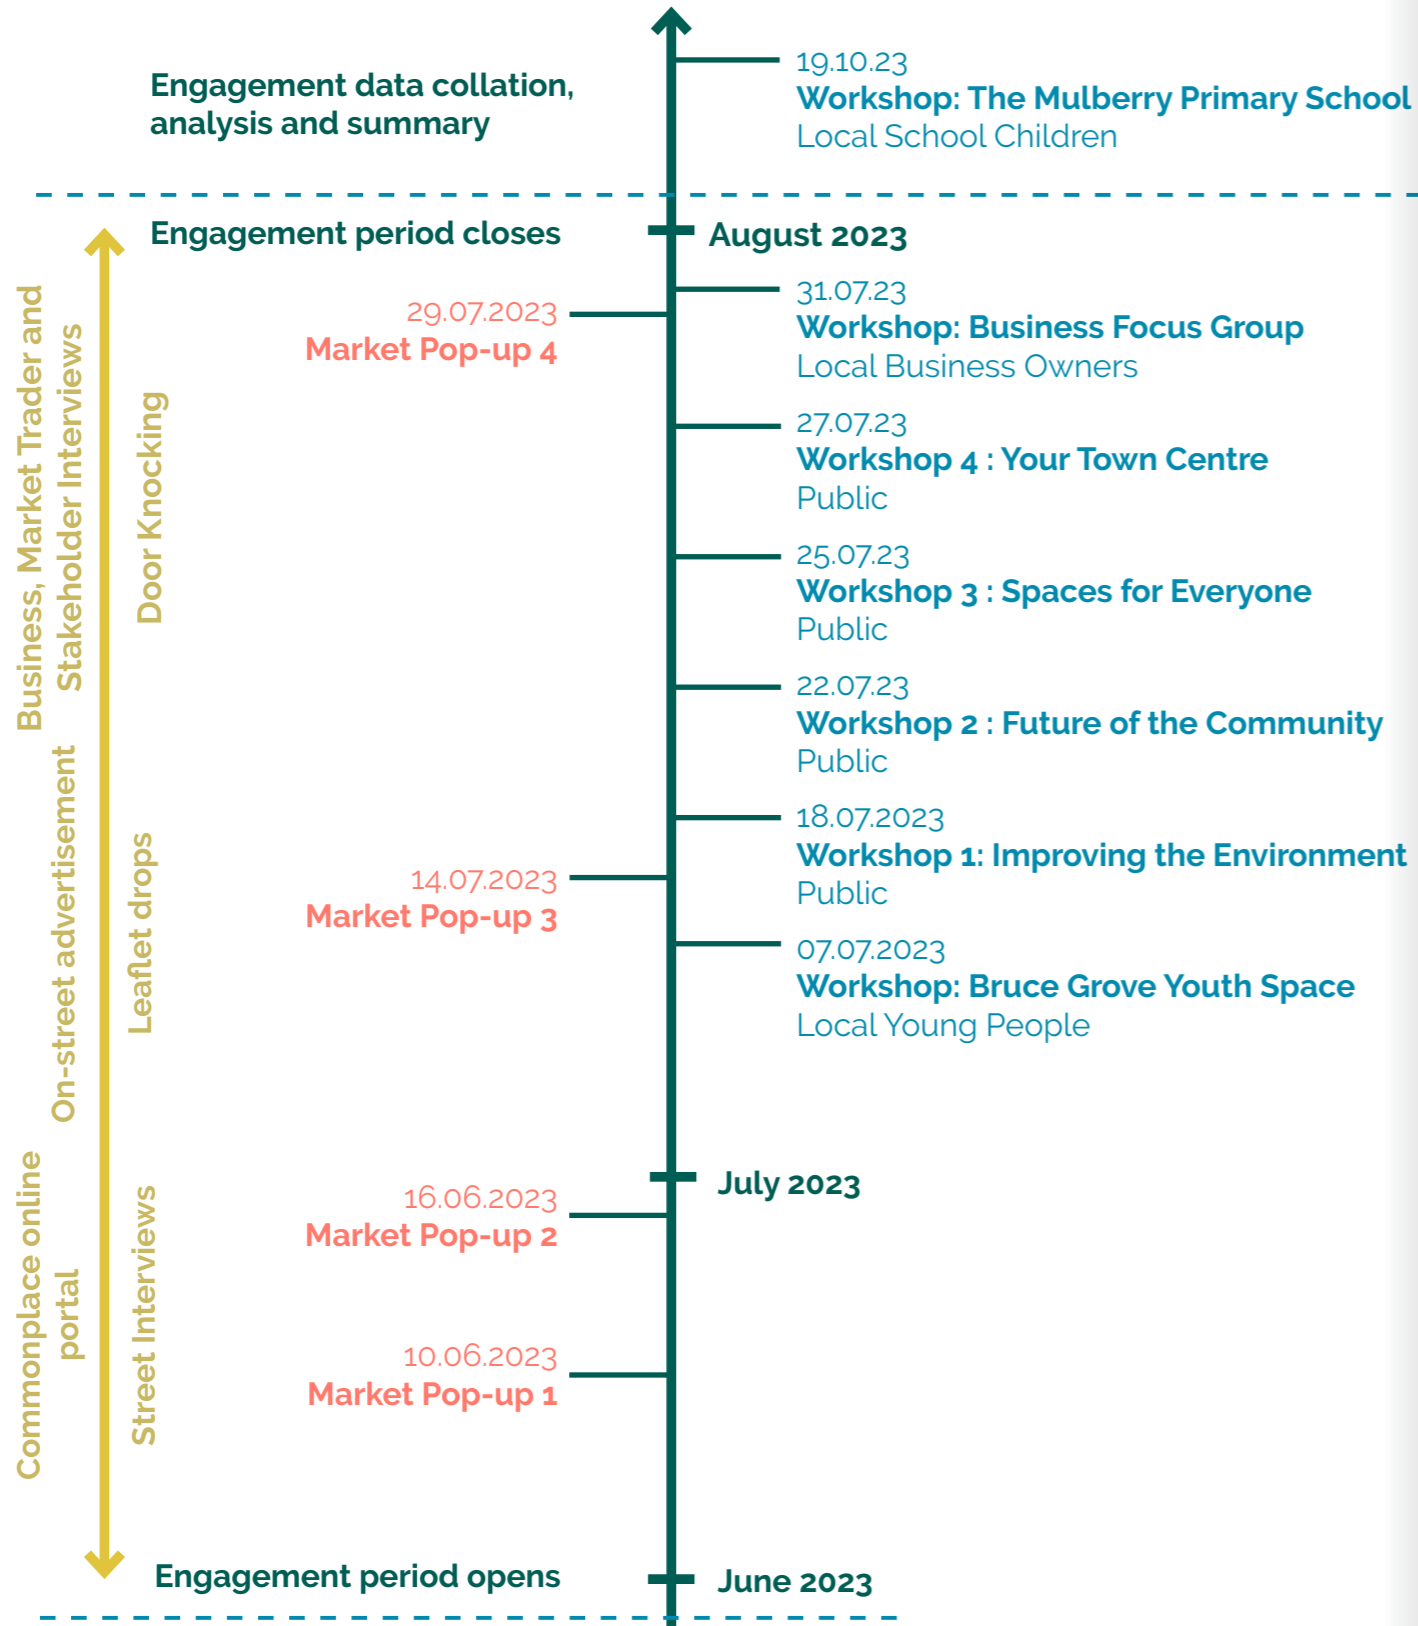 19.10.23
Workshop: The Mulberry Primary School
Local School Children
Engagement data collation,
analysis and summary
Engagement period closes
August 2023
31.07.23
Workshop: Business Focus Group
Local Business Owners
29.07.2023
Market Pop-up 4
27.07.23
Workshop 4 : Your Town Centre
Public
25.07.23
Workshop 3 : Spaces for Everyone
Public
22.07.23
Workshop 2 : Future of the Community
Public
18.07.2023
Workshop 1: Improving the Environment
Public
14.07.2023
Market Pop-up 3
07.07.2023
Workshop: Bruce Grove Youth Space
Local Young People
July 2023
16.06.2023
Market Pop-up 2
10.06.2023
Market Pop-up 1
Engagement period opens
June 2023
Business, Market Trader and
Stakeholder Interviews
Door Knocking
On-street advertisement
Leaflet drops
Commonplace online
portal
Street Interviews